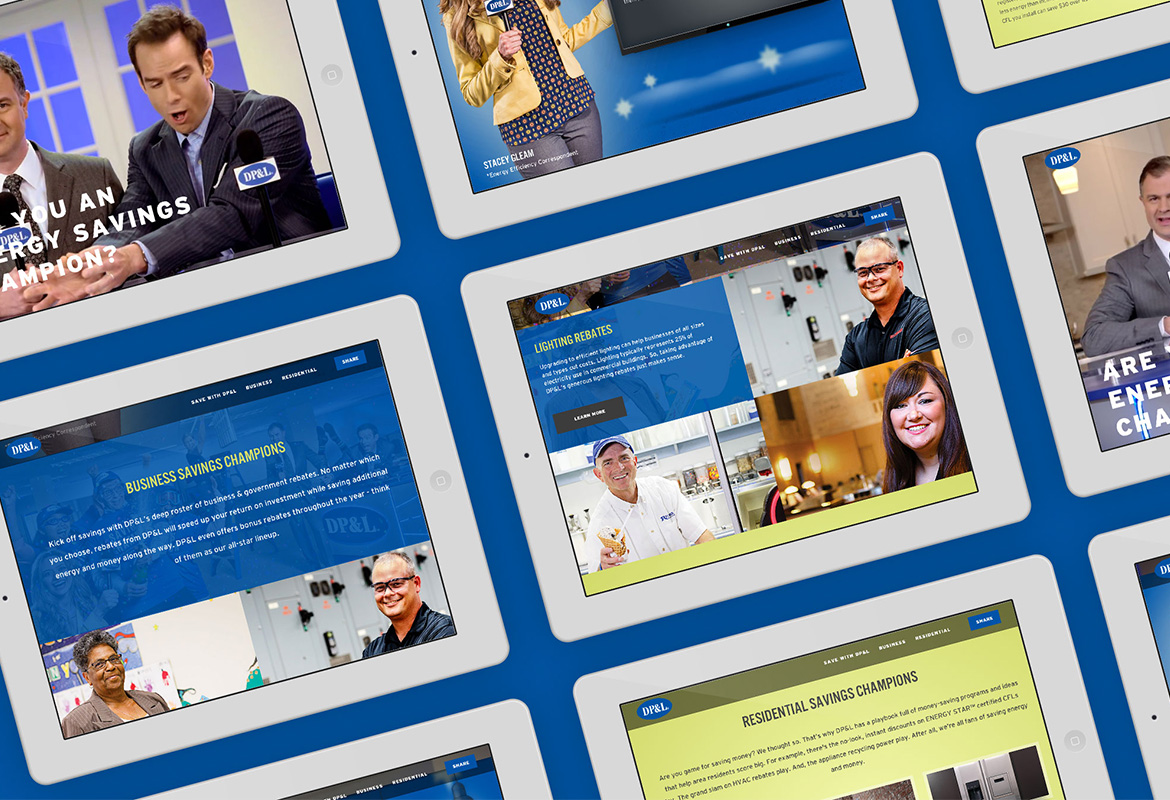 DP&L
YOU AN
ERGY SAVINGS
AMPION?
DP&L
DP&L
STACEY GLEAM
*Energy Efficiency Correspondent
less energy than
CFL you install can save $30 over
DP&L
ARE
ENER
CHA
DP&L
SAVE WITH DP&L BUSINESS RESIDENTIAL SHARE
LIGHTING REBATES
Upgrading to efficient lighting can help businesses of all sizes
and types cut costs. Lighting typically represents 25% of
electricity use in commercial buildings. So, taking advantage of
DP&L's generous lighting rebates just makes sense.
LEARN MORE
DP&L
SAVE WITH DP&L BUSINESS RESIDENTIAL SHARE
Correspondent
BUSINESS SAVINGS CHAMPIONS
Kick off savings with DP&L's deep roster of business & government rebates. No matter which
you choose, rebates from DP&L will speed up your return on investment while saving additional
energy and money along the way. DP&L even offers bonus rebates throughout the year - think
of them as our all-star lineup.
DP&L
DP&L
SAVE WITH DP&L BUSINESS RESIDENTIAL SHARE
RESIDENTIAL SAVINGS CHAMPIONS
Are you game for saving money? We thought so. That's why DP&L has a playbook full of money-saving programs and ideas
that help area residents score big. For example, there's the no-look, instant discounts on ENERGY STAR™ certified CFLs
The grand slam on HVAC rebates play. And, the appliance recycling power play. After all, we're all fans of saving energy
and money.
DP&L BUSINESS RESIDENTIAL SHARE